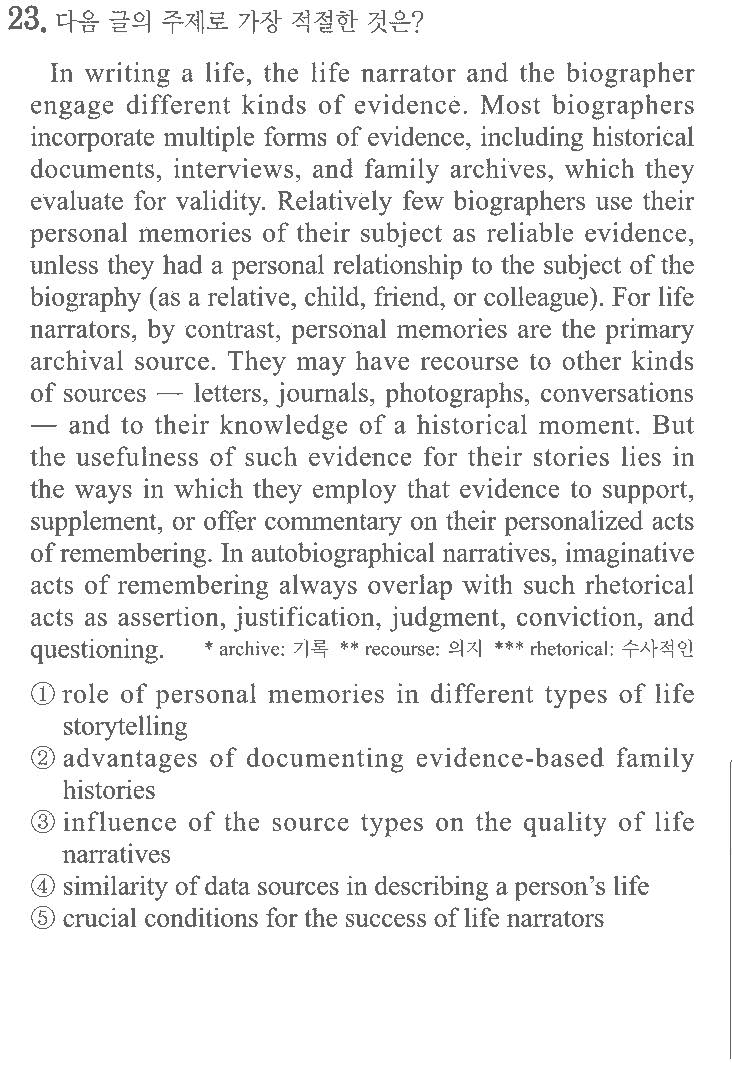 23. 다음 글의 주제로 가장 적절한 것은?
In writing a life, the life narrator and the biographer
engage different kinds of evidence. Most biographers
incorporate multiple forms of evidence, including historical
documents, interviews, and family archives, which they
evaluate for validity. Relatively few biographers use their
personal memories of their subject as reliable evidence,
unless they had a personal relationship to the subject of the
biography (as a relative, child, friend, or colleague). For life
narrators, by contrast, personal memories are the primary
archival source. They may have recourse to other kinds
of sources — letters, journals, photographs, conversations
— and to their knowledge of a historical moment. But
the usefulness of such evidence for their stories lies in
the ways in which they employ that evidence to support,
supplement, or offer commentary on their personalized acts
of remembering. In autobiographical narratives, imaginative
acts of remembering always overlap with such rhetorical
acts as assertion, justification, judgment, conviction, and
questioning. * archive: 기록 ** recourse: 의지 *** rhetorical: 수사적인
① role of personal memories in different types of life
storytelling
② advantages of documenting evidence-based family
histories
③ influence of the source types on the quality of life
narratives
④ similarity of data sources in describing a person's life
⑤ crucial conditions for the success of life narrators